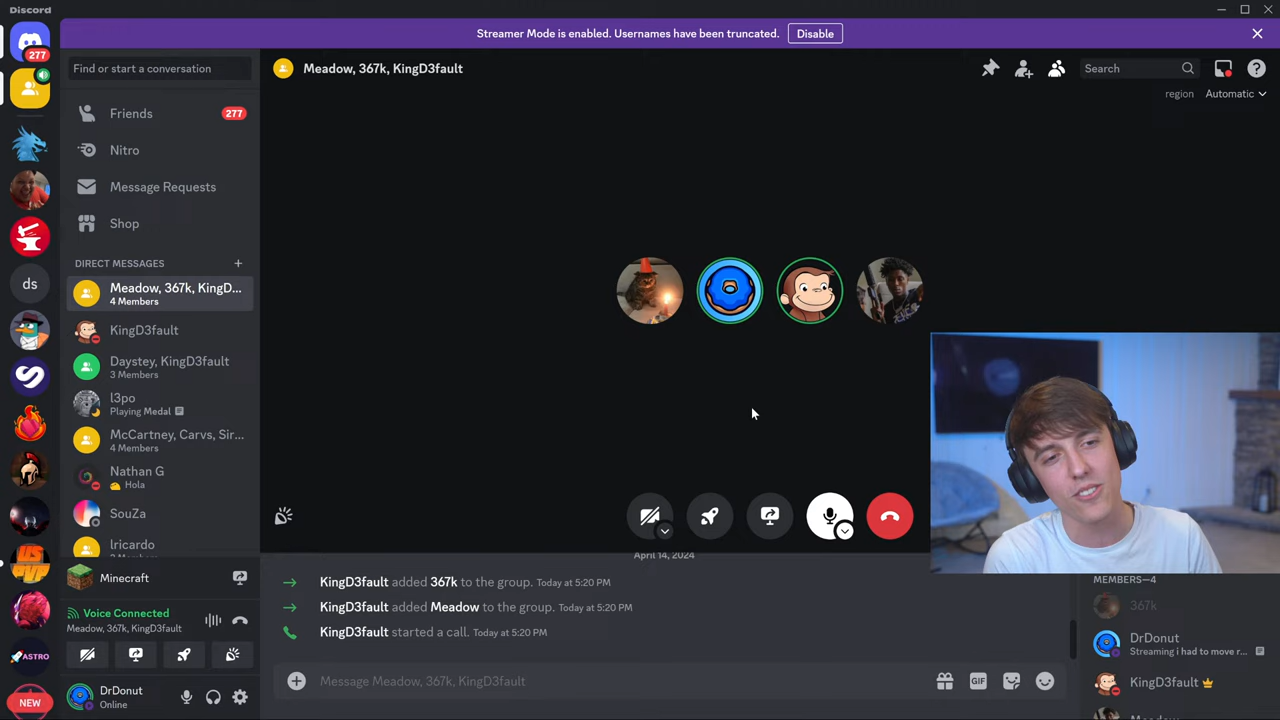 Discord
Streamer Mode is enabled. Usernames have been truncated.
Disable
277
Find or start a conversation
Meadow, 367k, KingD3fault
Search
region
Automatic
Friends
277
Nitro
Message Requests
Shop
DIRECT MESSAGES
ds
Meadow, 367k, KingD...
4 Members
KingD3fault
Daystey, KingD3fault
3 Members
l3po
Playing Medal
McCartney, Carvs, Sir...
4 Members
Nathan G
Hola
SouZa
lricardo
Minecraft
Voice Connected
Meadow, 367k, KingD3fault
ASTRO
DrDonut
Online
NEW
April 14, 2024
KingD3fault added 367k to the group. Today at 5:20 PM
KingD3fault added Meadow to the group. Today at 5:20 PM
KingD3fault started a call. Today at 5:20 PM
Message Meadow, 367k, KingD3fault
GIF
MEMBERS—4
367k
DrDonut
Streaming i had to move r...
KingD3fault